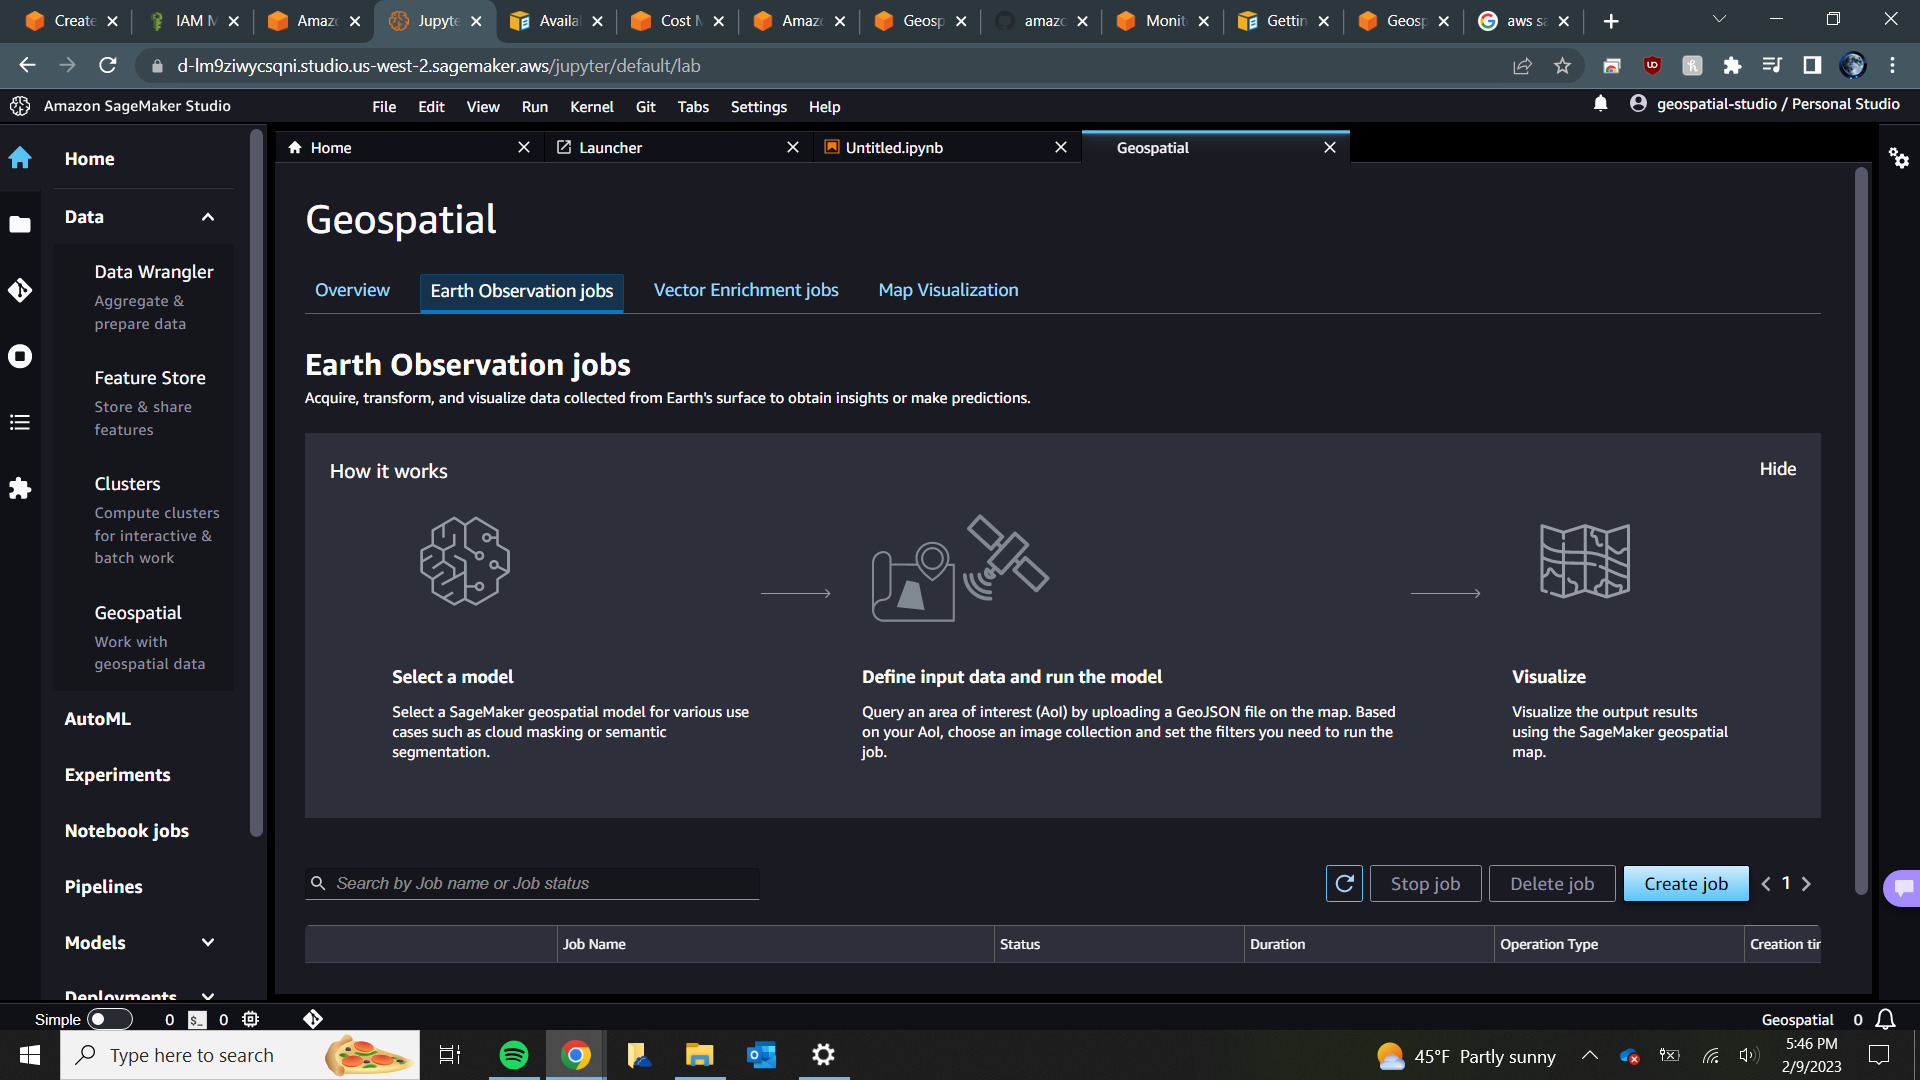 Create
IAM M
Amazo
Jupyte
Availa
Cost M
Amazo
Geosp
amazo
Monito
Gettin
Geosp
aws sa
d-lm9ziwycsqni.studio.us-west-2.sagemaker.aws/jupyter/default/lab
Amazon SageMaker Studio
File Edit View Run Kernel Git Tabs Settings Help
geospatial-studio / Personal Studio
Home
Launcher
Untitled.ipynb
Geospatial
Home
Data
Data Wrangler
Aggregate &
prepare data
Feature Store
Store & share
features
Clusters
Compute clusters
for interactive &
batch work
Geospatial
Work with
geospatial data
AutoML
Experiments
Notebook jobs
Pipelines
Models
Deployments
Geospatial
Overview
Earth Observation jobs
Vector Enrichment jobs
Map Visualization
Earth Observation jobs
Acquire, transform, and visualize data collected from Earth's surface to obtain insights or make predictions.
How it works
Hide
Select a model
Select a SageMaker geospatial model for various use
cases such as cloud masking or semantic
segmentation.
Define input data and run the model
Query an area of interest (AoI) by uploading a GeoJSON file on the map. Based
on your AoI, choose an image collection and set the filters you need to run the
job.
Visualize
Visualize the output results
using the SageMaker geospatial
map.
Search by Job name or Job status
Stop job
Delete job
Create job
1
Job Name
Status
Duration
Operation Type
Creation tir
Simple
0
0
Geospatial 0
Type here to search
45°F Partly sunny
5:46 PM
2/9/2023